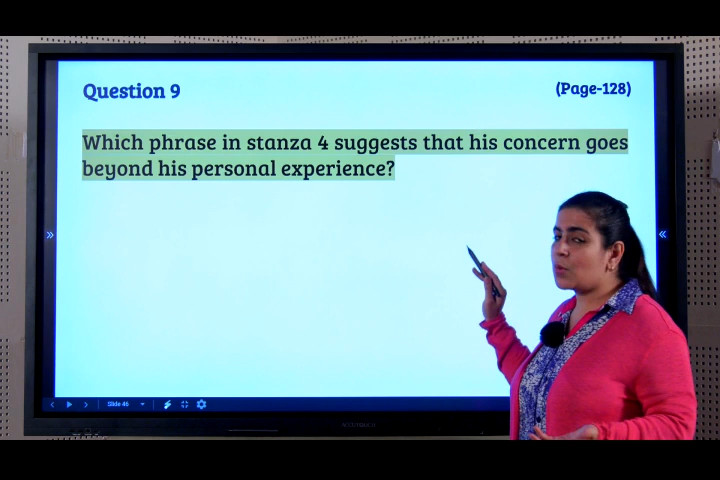 Question 9
(Page-128)
Which phrase in stanza 4 suggests that his concern goes
beyond his personal experience?
Slide 45